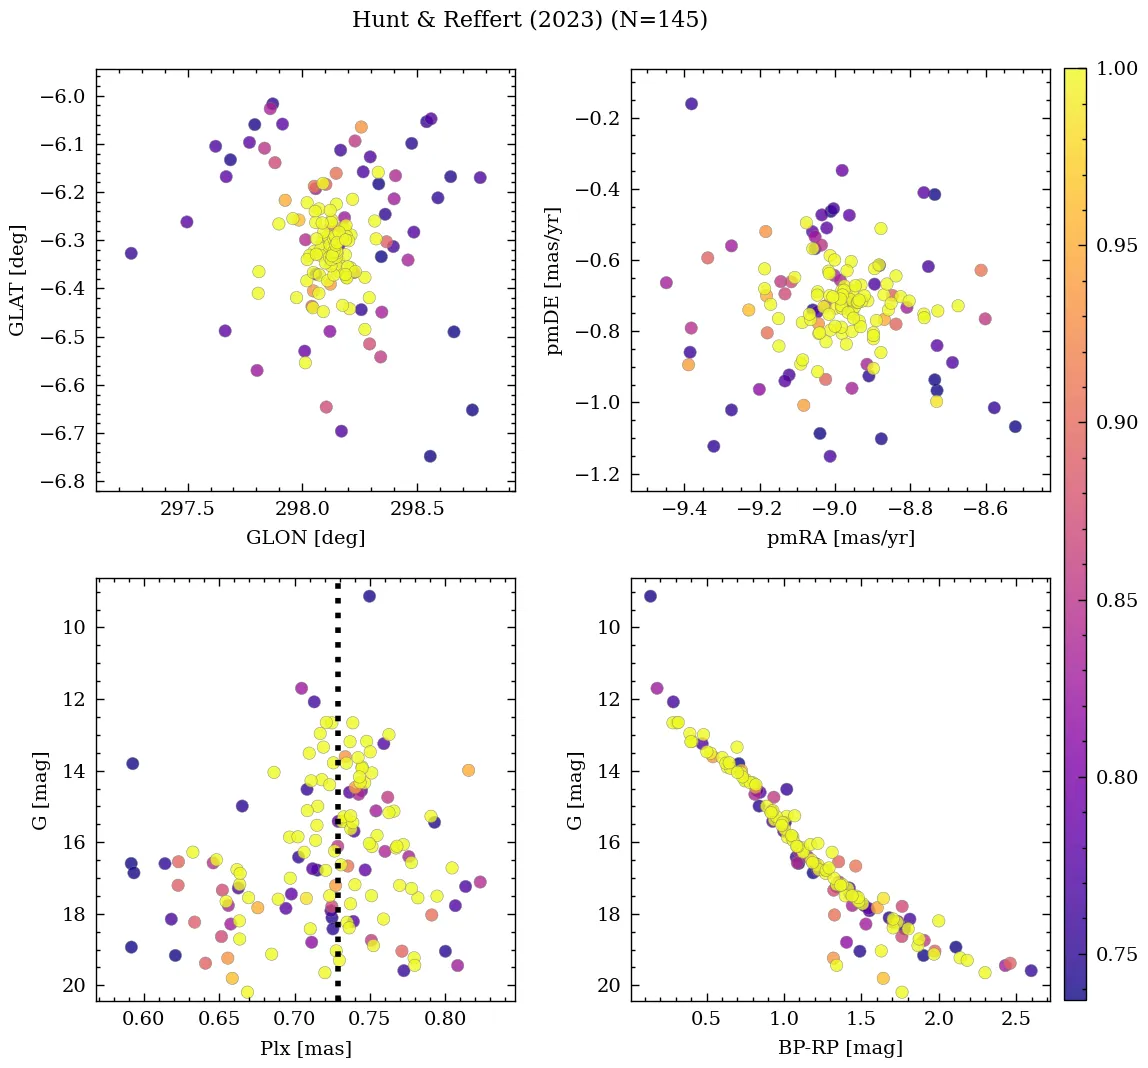 Hunt & Reffert (2023) (N=145)
−6.0
−6.1
−6.2
−6.3
−6.4
−6.5
−6.6
−6.7
−6.8
GLAT [deg]
297.5 298.0 298.5
GLON [deg]
−0.2
−0.4
−0.6
−0.8
−1.0
−1.2
pmDE [mas/yr]
−9.4 −9.2 −9.0 −8.8 −8.6
pmRA [mas/yr]
1.00
0.95
0.90
0.85
0.80
0.75
10
12
14
16
18
20
G [mag]
0.60 0.65 0.70 0.75 0.80
Plx [mas]
10
12
14
16
18
20
G [mag]
0.5 1.0 1.5 2.0 2.5
BP-RP [mag]